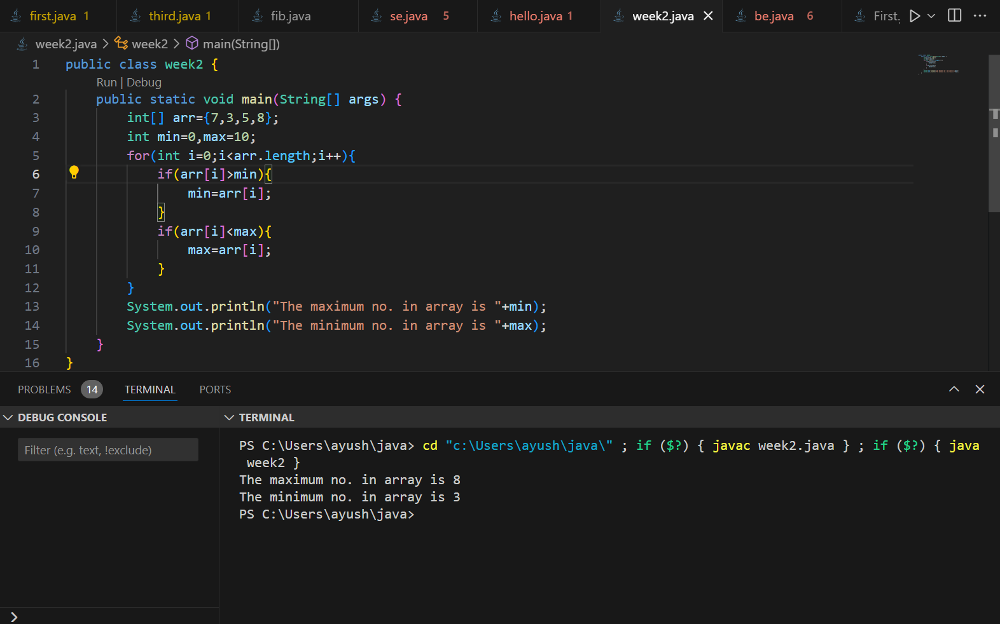 first.java 1 third.java 1 fib.java se.java 5 hello.java 1 week2.java be.java 6 First.
week2.java > week2 > main(String[])
1 public class week2 {
Run | Debug
2 public static void main(String[] args) {
3 int[] arr={7,3,5,8};
4 int min=0,max=10;
5 for(int i=0;i<arr.length;i++){
6 if(arr[i]>min){
7 min=arr[i];
8 }
9 if(arr[i]<max){
10 max=arr[i];
11 }
12 }
13 System.out.println("The maximum no. in array is "+min);
14 System.out.println("The minimum no. in array is "+max);
15 }
16 }
PROBLEMS 14 TERMINAL PORTS
DEBUG CONSOLE
Filter (e.g. text, !exclude)
TERMINAL
PS C:\Users\ayush\java> cd "c:\Users\ayush\java\" ; if ($?) { javac week2.java } ; if ($?) { java
week2 }
The maximum no. in array is 8
The minimum no. in array is 3
PS C:\Users\ayush\java>